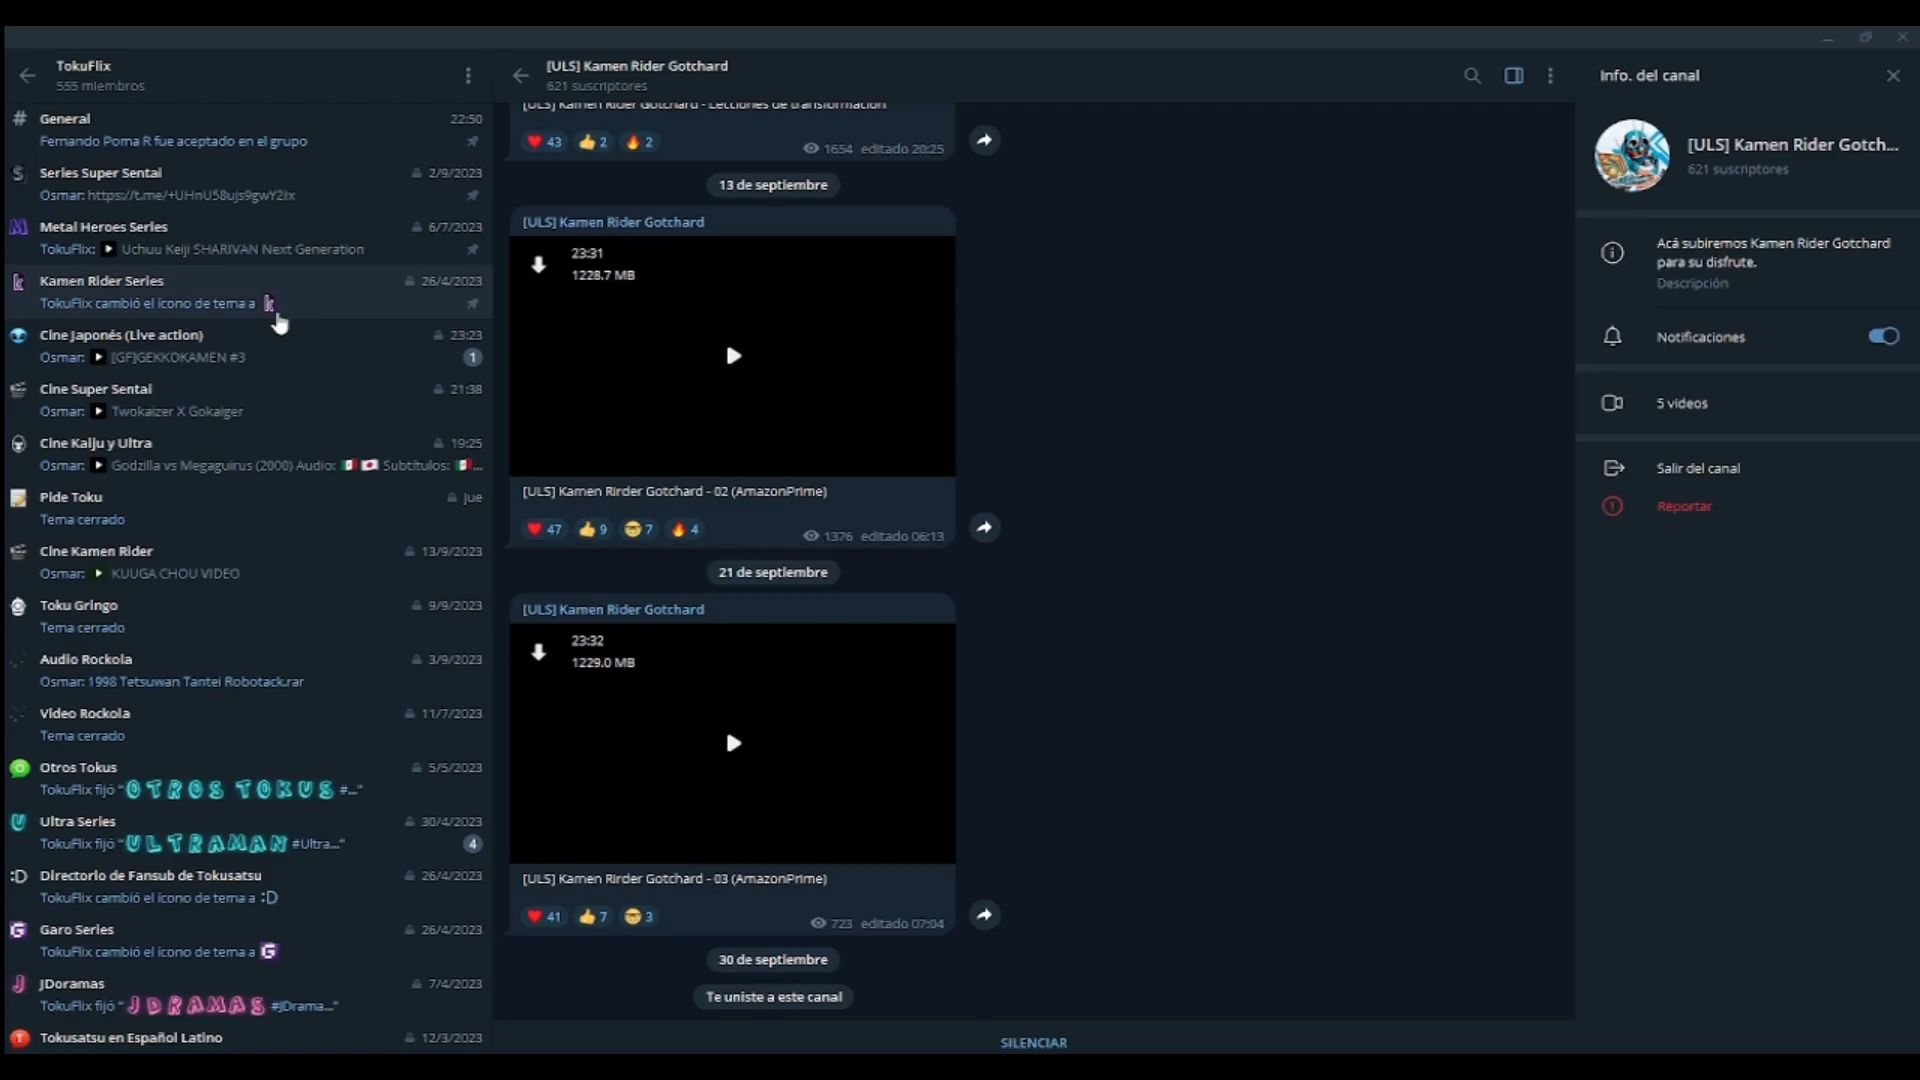 TokuFlix
555 miembros
General
22:50
Fernando Poma R fue aceptado en el grupo
Series Super Sentai
2/9/2023
Osmar: https://t.me/+UHnU58ujs9gwY2Ix
Metal Heroes Series
6/7/2023
TokuFlix: Uchuu Keiji SHARIVAN Next Generation
Kamen Rider Series
26/4/2023
TokuFlix cambió el ícono de tema a
Cine Japonés (Live action)
23:23
Osmar: [GF]GEKKOKAMEN #3
1
Cine Super Sentai
21:38
Osmar: Twokaizer X Gokaiger
Cine Kaiju y Ultra
19:25
Osmar: Godzilla vs Megaguirus (2000) Audio: 🇲🇽 🇯🇵 Subtítulos: 🇲🇽...
Pide Toku
jue
Tema cerrado
Cine Kamen Rider
13/9/2023
Osmar: KUUGA CHOU VIDEO
Toku Gringo
9/9/2023
Tema cerrado
Audio Rockola
3/9/2023
Osmar: 1998 Tetsuwan Tantei Robotack.rar
Video Rockola
11/7/2023
Tema cerrado
Otros Tokus
5/5/2023
TokuFlix fijó "OTROS TOKUS #..."
Ultra Series
30/4/2023
TokuFlix fijó "ULTRAMAN #Ultra..."
4
:D
Directorio de Fansub de Tokusatsu
26/4/2023
TokuFlix cambió el ícono de tema a :D
Garo Series
26/4/2023
TokuFlix cambió el ícono de tema a G
JDoramas
7/4/2023
TokuFlix fijó "JDRAMAS #JDrama..."
Tokusatsu en Español Latino
12/3/2023
[ULS] Kamen Rider Gotchard
621 suscriptores
[ULS] Kamen Rider Gotchard - Lecciones de transformación
43 2 2
1654 editado 20:25
13 de septiembre
[ULS] Kamen Rider Gotchard
23:31
1228.7 MB
[ULS] Kamen Rirder Gotchard - 02 (AmazonPrime)
47 9 7 4
1376 editado 06:13
21 de septiembre
[ULS] Kamen Rider Gotchard
23:32
1229.0 MB
[ULS] Kamen Rirder Gotchard - 03 (AmazonPrime)
41 7 3
723 editado 07:04
30 de septiembre
Te uniste a este canal
SILENCIAR
Info. del canal
[ULS] Kamen Rider Gotch...
621 suscriptores
Acá subiremos Kamen Rider Gotchard
para su disfrute.
Descripción
Notificaciones
5 videos
Salir del canal
Reportar